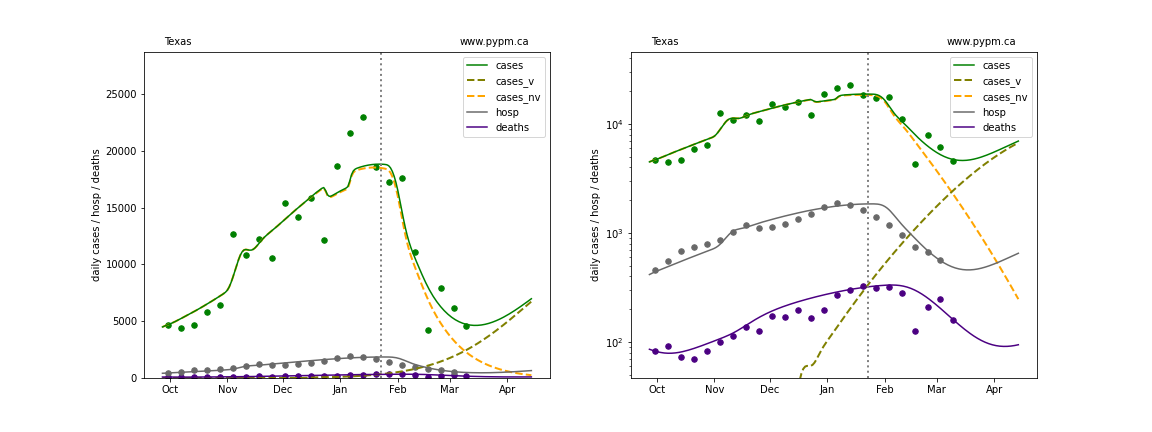 Texas
www.pypm.ca
cases
cases_v
cases_nv
hosp
deaths
daily cases / hosp / deaths
25000
20000
15000
10000
5000
0
Oct Nov Dec Jan Feb Mar Apr
Texas
www.pypm.ca
cases
cases_v
cases_nv
hosp
deaths
daily cases / hosp / deaths
10⁴
10³
10²
Oct Nov Dec Jan Feb Mar Apr